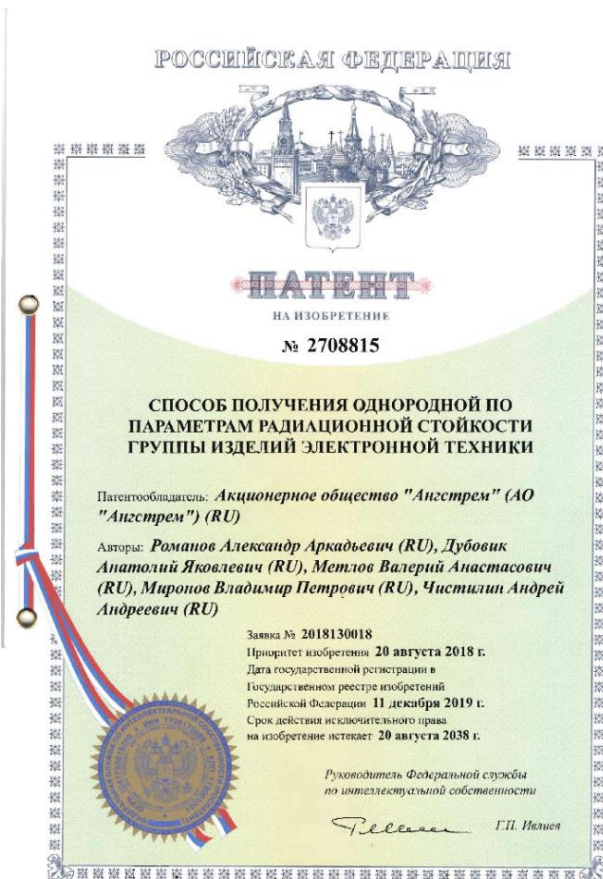 РОССИЙСКАЯ ФЕДЕРАЦИЯ
ПАТЕНТ
НА ИЗОБРЕТЕНИЕ
№ 2708815
СПОСОБ ПОЛУЧЕНИЯ ОДНОРОДНОЙ ПО
ПАРАМЕТРАМ РАДИАЦИОННОЙ СТОЙКОСТИ
ГРУППЫ ИЗДЕЛИЙ ЭЛЕКТРОННОЙ ТЕХНИКИ
Патентообладатель: Акционерное общество "Ангстрем" (АО
"Ангстрем") (RU)
Авторы: Романов Александр Аркадьевич (RU), Дубовик
Анатолий Яковлевич (RU), Метлов Валерий Анастасович
(RU), Миронов Владимир Петрович (RU), Чистилин Андрей
Андреевич (RU)
Заявка № 2018130018
Приоритет изобретения 20 августа 2018 г.
Дата государственной регистрации в
Государственном реестре изобретений
Российской Федерации 11 декабря 2019 г.
Срок действия исключительного права
на изобретение истекает 20 августа 2038 г.
Руководитель Федеральной службы
по интеллектуальной собственности
Г.П. Ивлиев